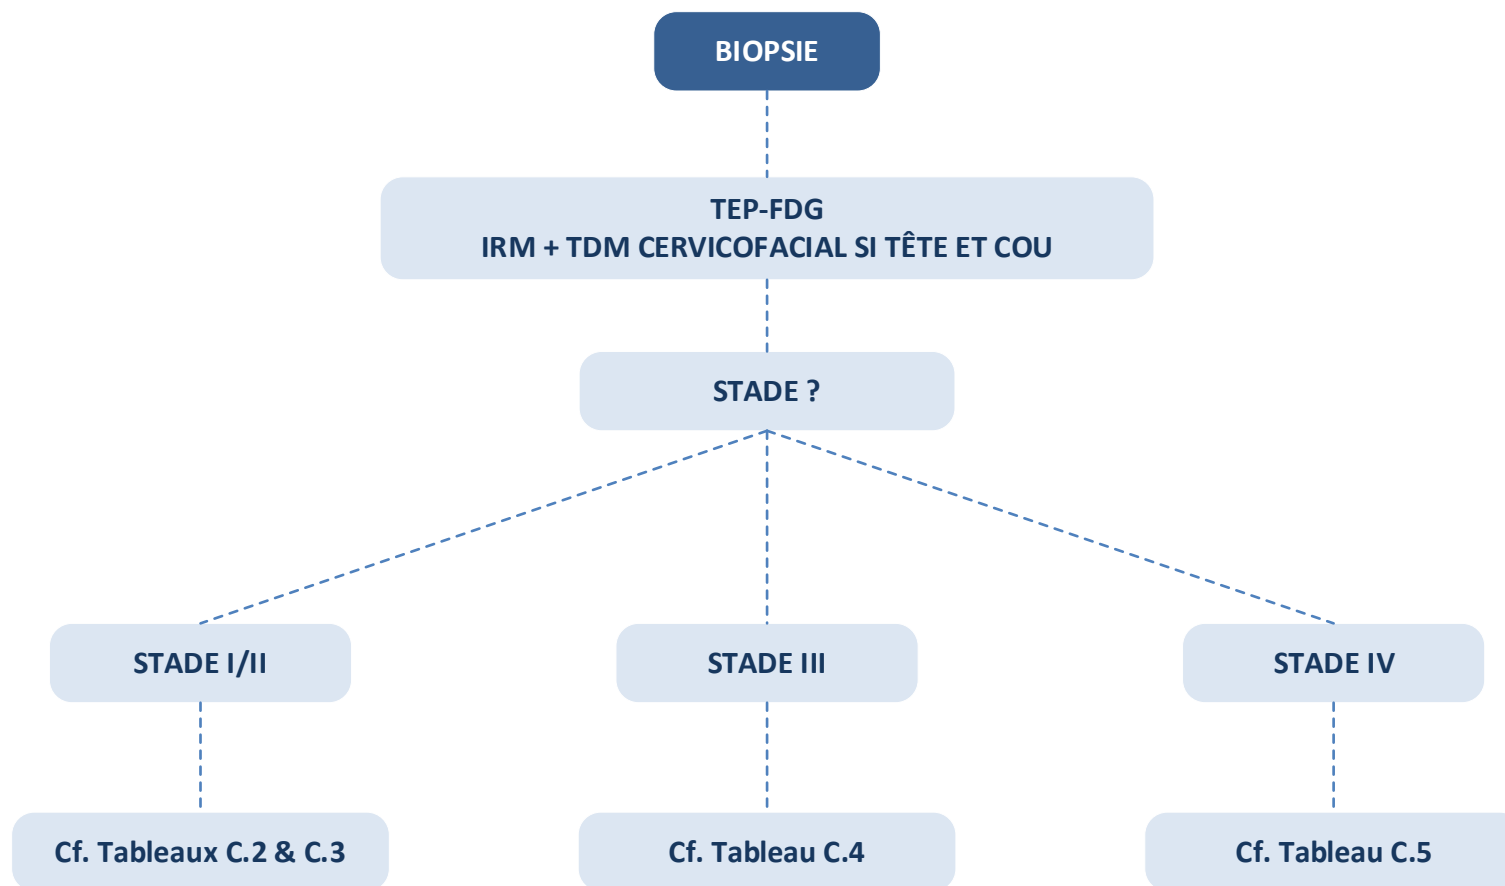 BIOPSIE
TEP-FDG
IRM + TDM CERVICOFACIAL SI TÊTE ET COU
STADE ?
STADE I/II
STADE III
STADE IV
Cf. Tableaux C.2 & C.3
Cf. Tableau C.4
Cf. Tableau C.5